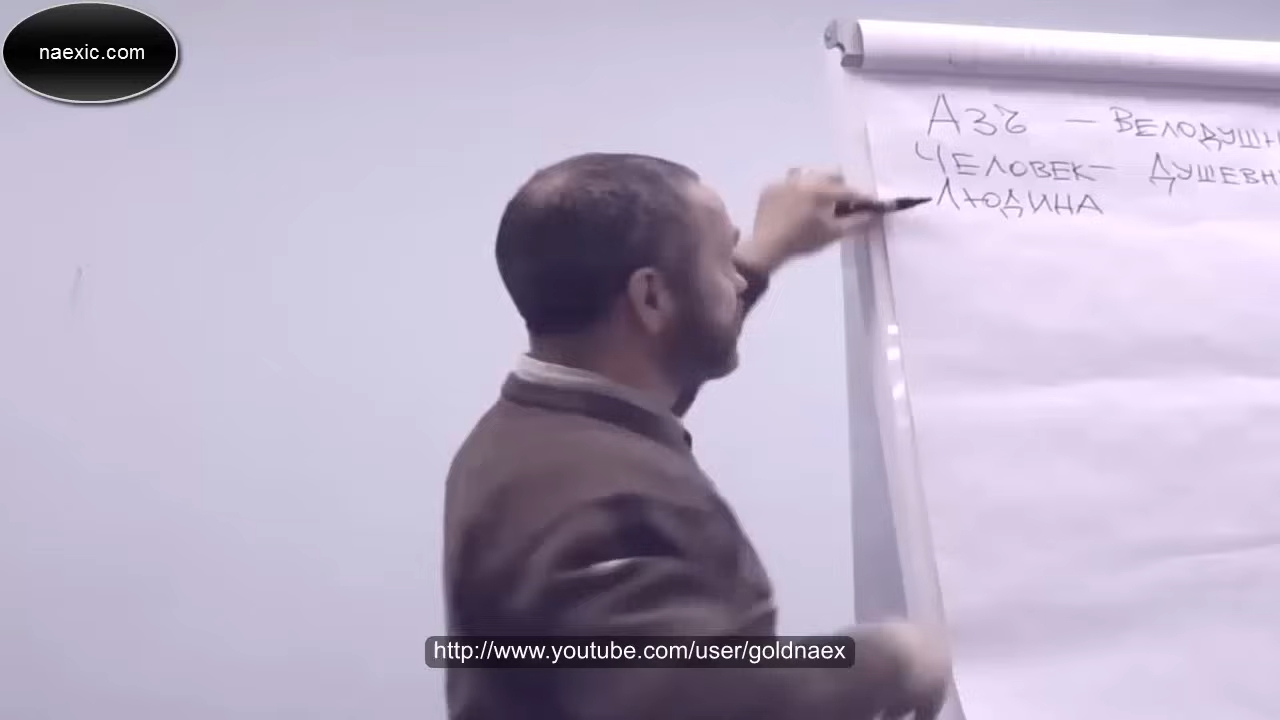 naexic.com
Азъ — Велодушн
Человек — Душевн
Людина
http://www.youtube.com/user/goldnaex